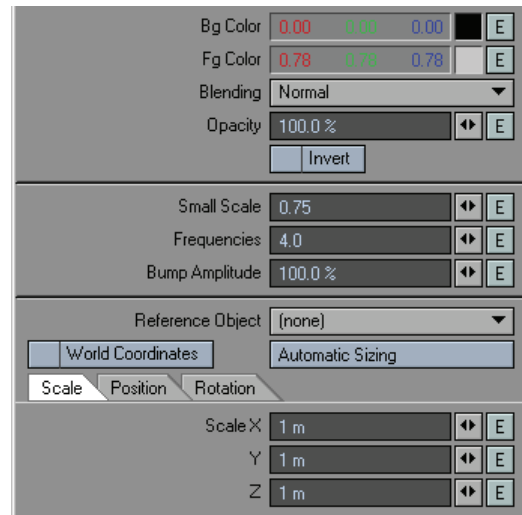 Bg Color 0.00 0.00 0.00 E
Fg Color 0.78 0.78 0.78 E
Blending Normal
Opacity 100.0 % E
Invert
Small Scale 0.75 E
Frequencies 4.0 E
Bump Amplitude 100.0 % E
Reference Object (none)
World Coordinates Automatic Sizing
Scale Position Rotation
Scale X 1 m E
Y 1 m E
Z 1 m E